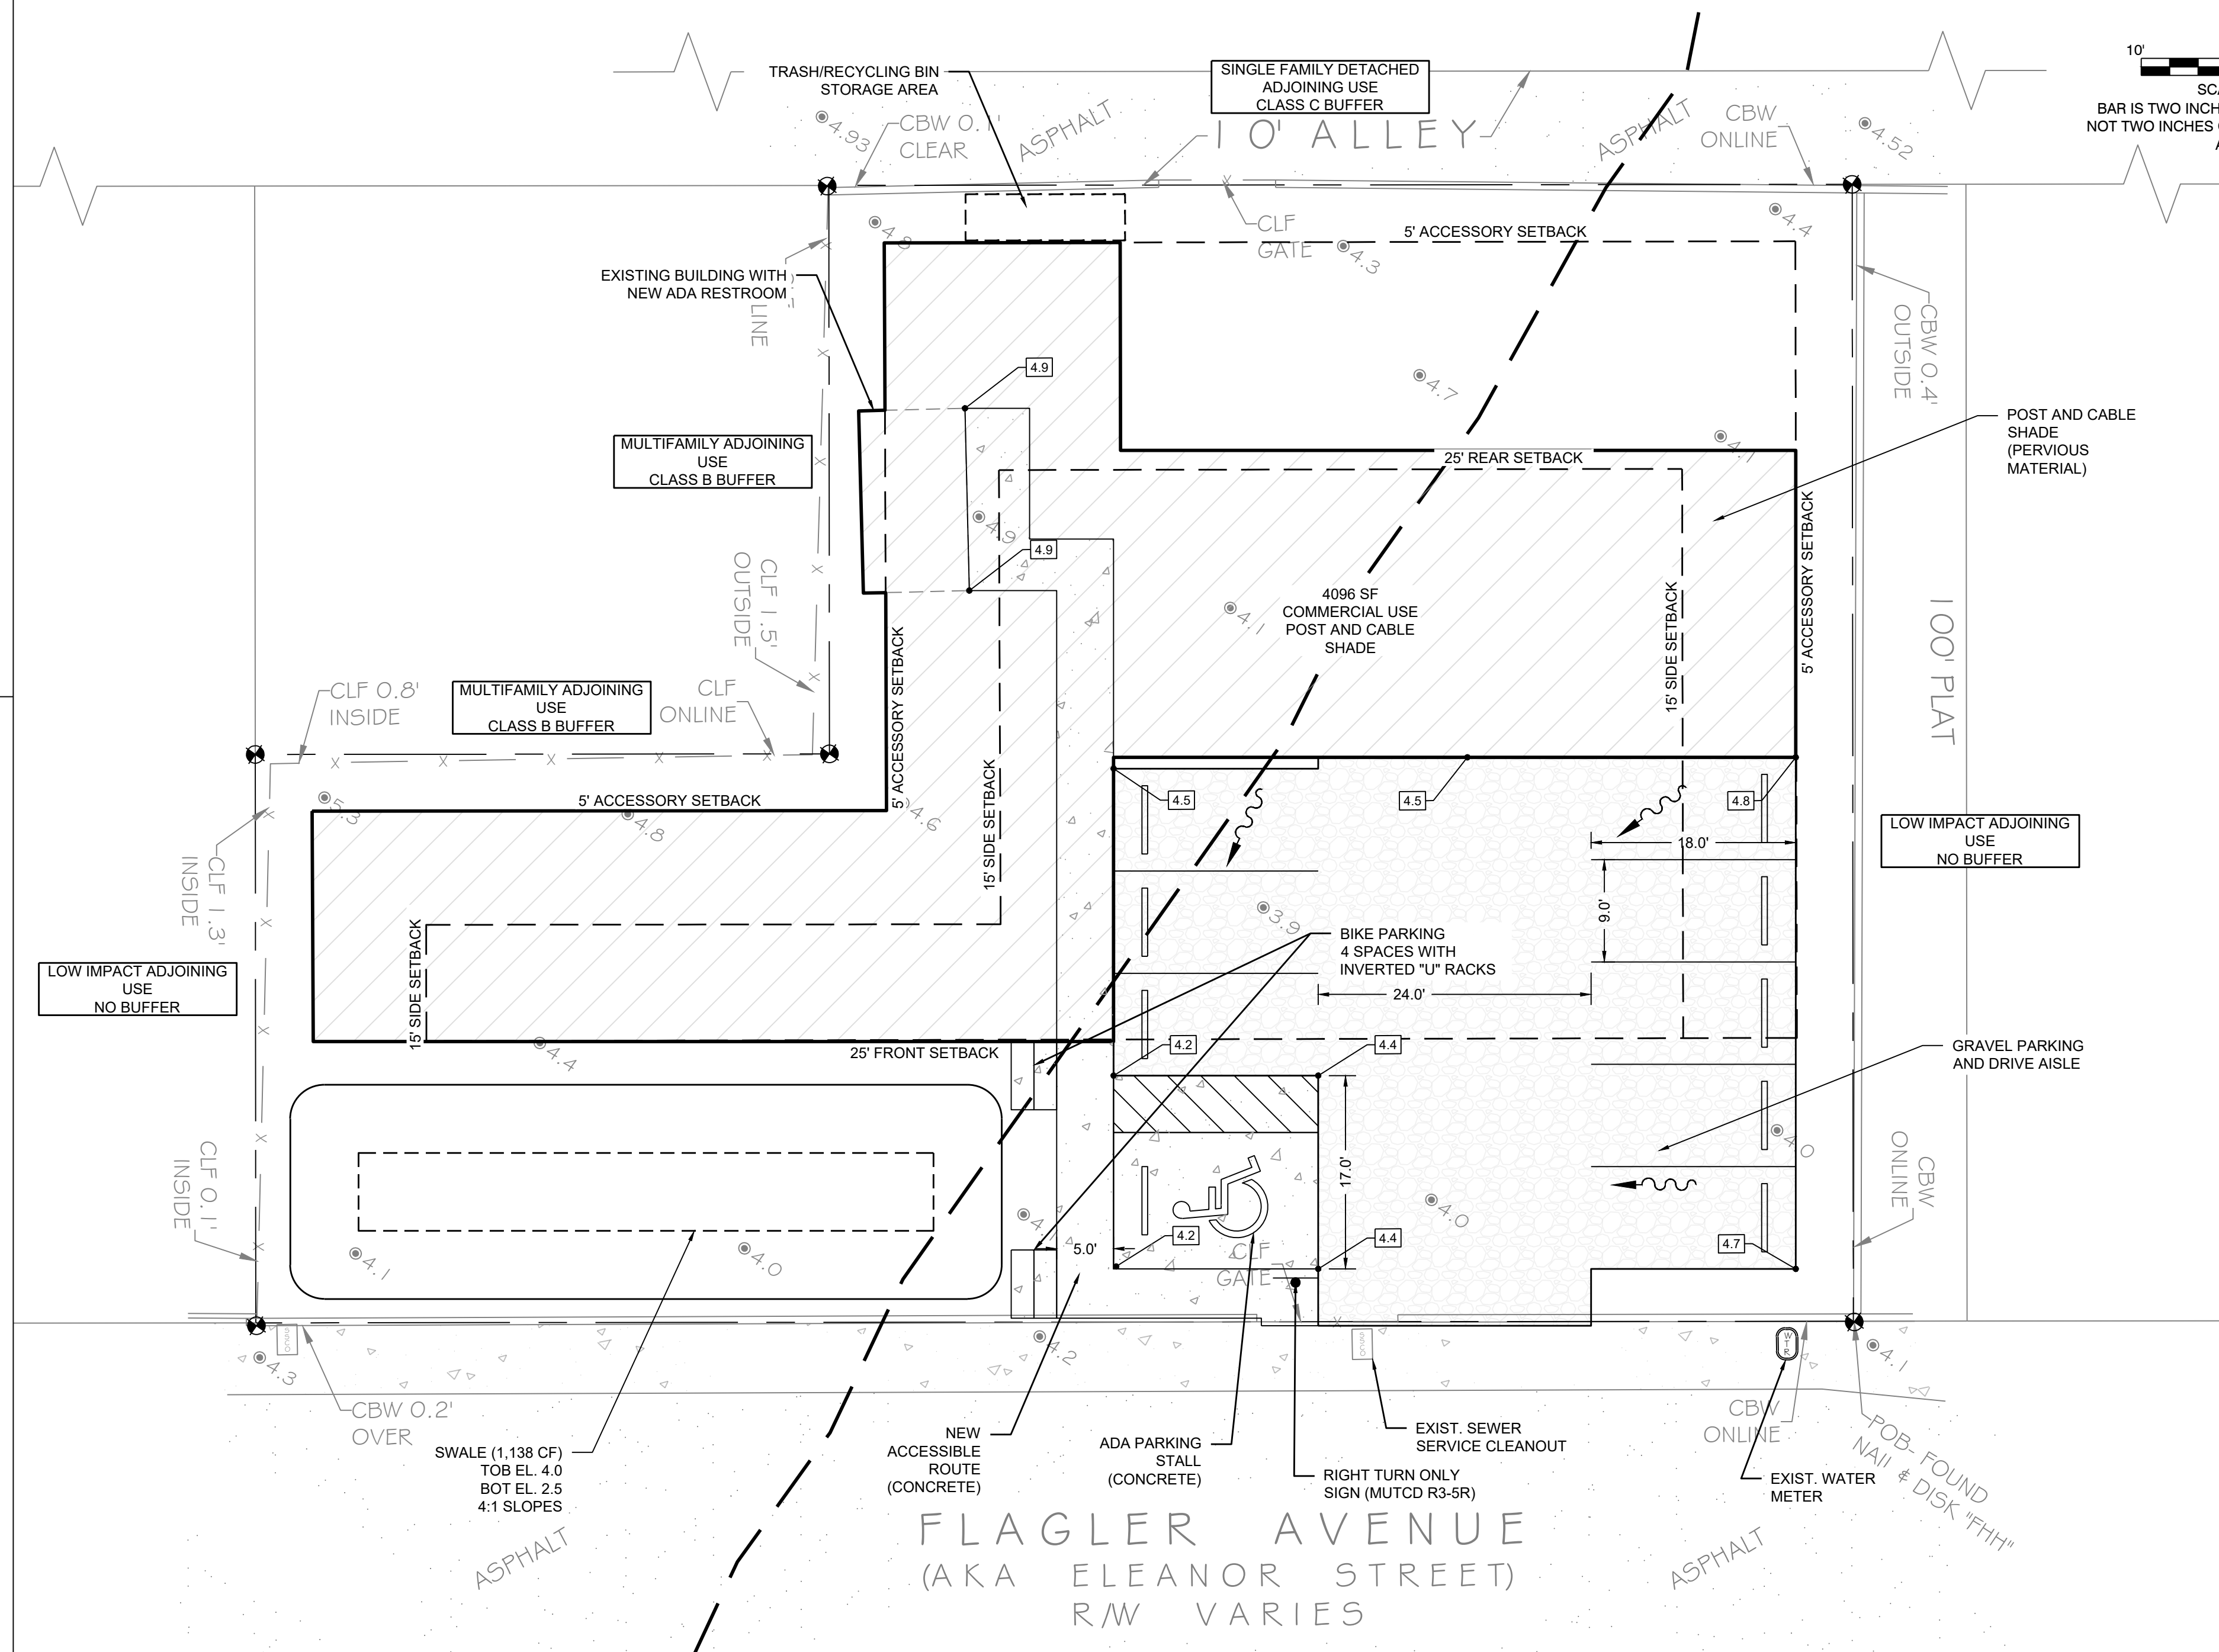 TRASH/RECYCLING BIN
STORAGE AREA
SINGLE FAMILY DETACHED
ADJOINING USE
CLASS C BUFFER
10'
BAR IS TWO
NOT TWO INCHES
4.93
CBW 0.1'
CLEAR
ASPHALT
10' ALLEY
ASPHALT
CBW
ONLINE
4.52
4.4
CLF
GATE
4.3
5' ACCESSORY SETBACK
EXISTING BUILDING WITH
NEW ADA RESTROOM
LINE
CBW 0.4'
OUTSIDE
4.9
4.7
POST AND CABLE
SHADE
(PERVIOUS
MATERIAL)
MULTIFAMILY ADJOINING
USE
CLASS B BUFFER
25' REAR SETBACK
4.9
4.9
5' ACCESSORY SETBACK
CLF 1.5'
OUTSIDE
4096 SF
COMMERCIAL USE
POST AND CABLE
SHADE
4.1
15' SIDE SETBACK
100' PLAT
5' ACCESSORY SETBACK
CLF 0.8'
INSIDE
MULTIFAMILY ADJOINING
USE
CLASS B BUFFER
CLF
ONLINE
5.3
5' ACCESSORY SETBACK
4.8
4.6
15' SIDE SETBACK
4.5
4.5
4.8
18.0'
LOW IMPACT ADJOINING
USE
NO BUFFER
CLF 1.3'
INSIDE
3.9
9.0'
BIKE PARKING
4 SPACES WITH
INVERTED "U" RACKS
24.0'
LOW IMPACT ADJOINING
USE
NO BUFFER
15' SIDE SETBACK
4.4
25' FRONT SETBACK
4.2
4.4
GRAVEL PARKING
AND DRIVE AISLE
4.0
17.0'
CLF 0.1'
INSIDE
CBW
ONLINE
4.0
4.1
4.0
5.0'
4.2
4.4
4.7
CLF
GATE
WTR
4.3
4.2
4.1
CBW 0.2'
OVER
CBW
ONLINE
POB- FOUND
NAIL & DISK "FHH"
SWALE (1,138 CF)
TOB EL. 4.0
BOT EL. 2.5
4:1 SLOPES
NEW
ACCESSIBLE
ROUTE
(CONCRETE)
ADA PARKING
STALL
(CONCRETE)
EXIST. SEWER
SERVICE CLEANOUT
RIGHT TURN ONLY
SIGN (MUTCD R3-5R)
EXIST. WATER
METER
ASPHALT
ASPHALT
FLAGLER AVENUE
(AKA ELEANOR STREET)
R/W VARIES